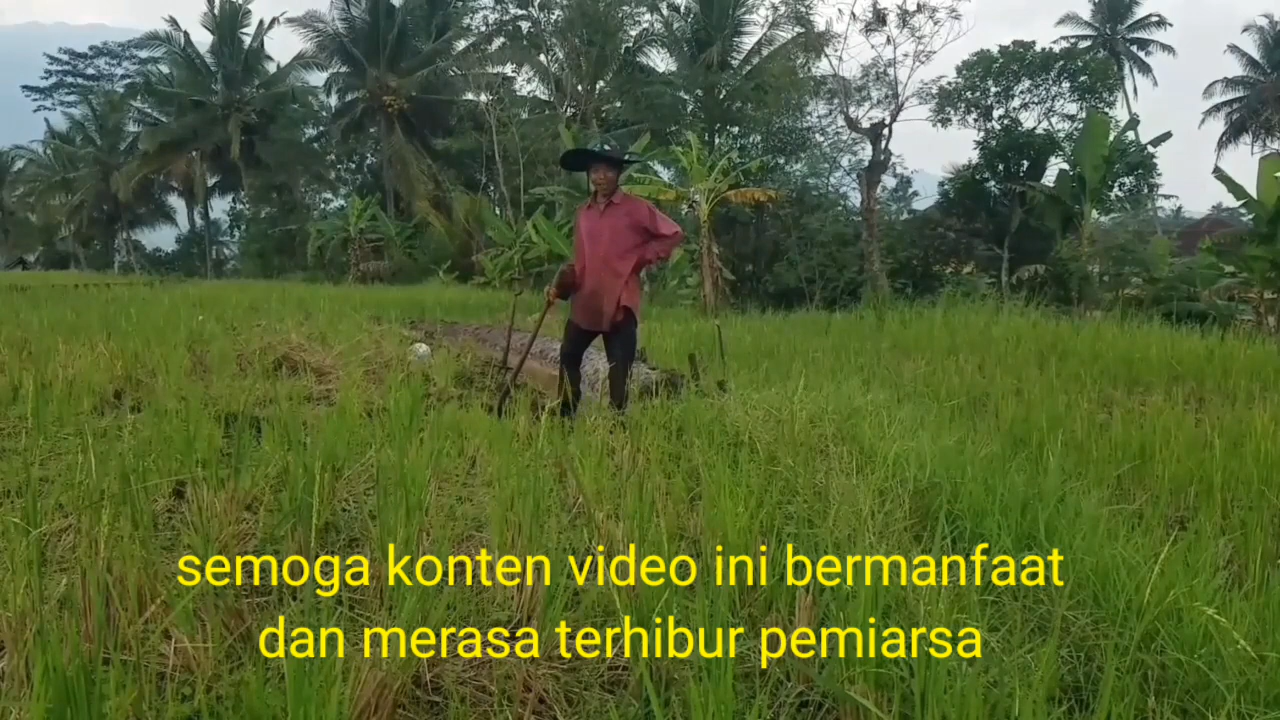 semoga konten video ini bermanfaat
dan merasa terhibur pemiarsa